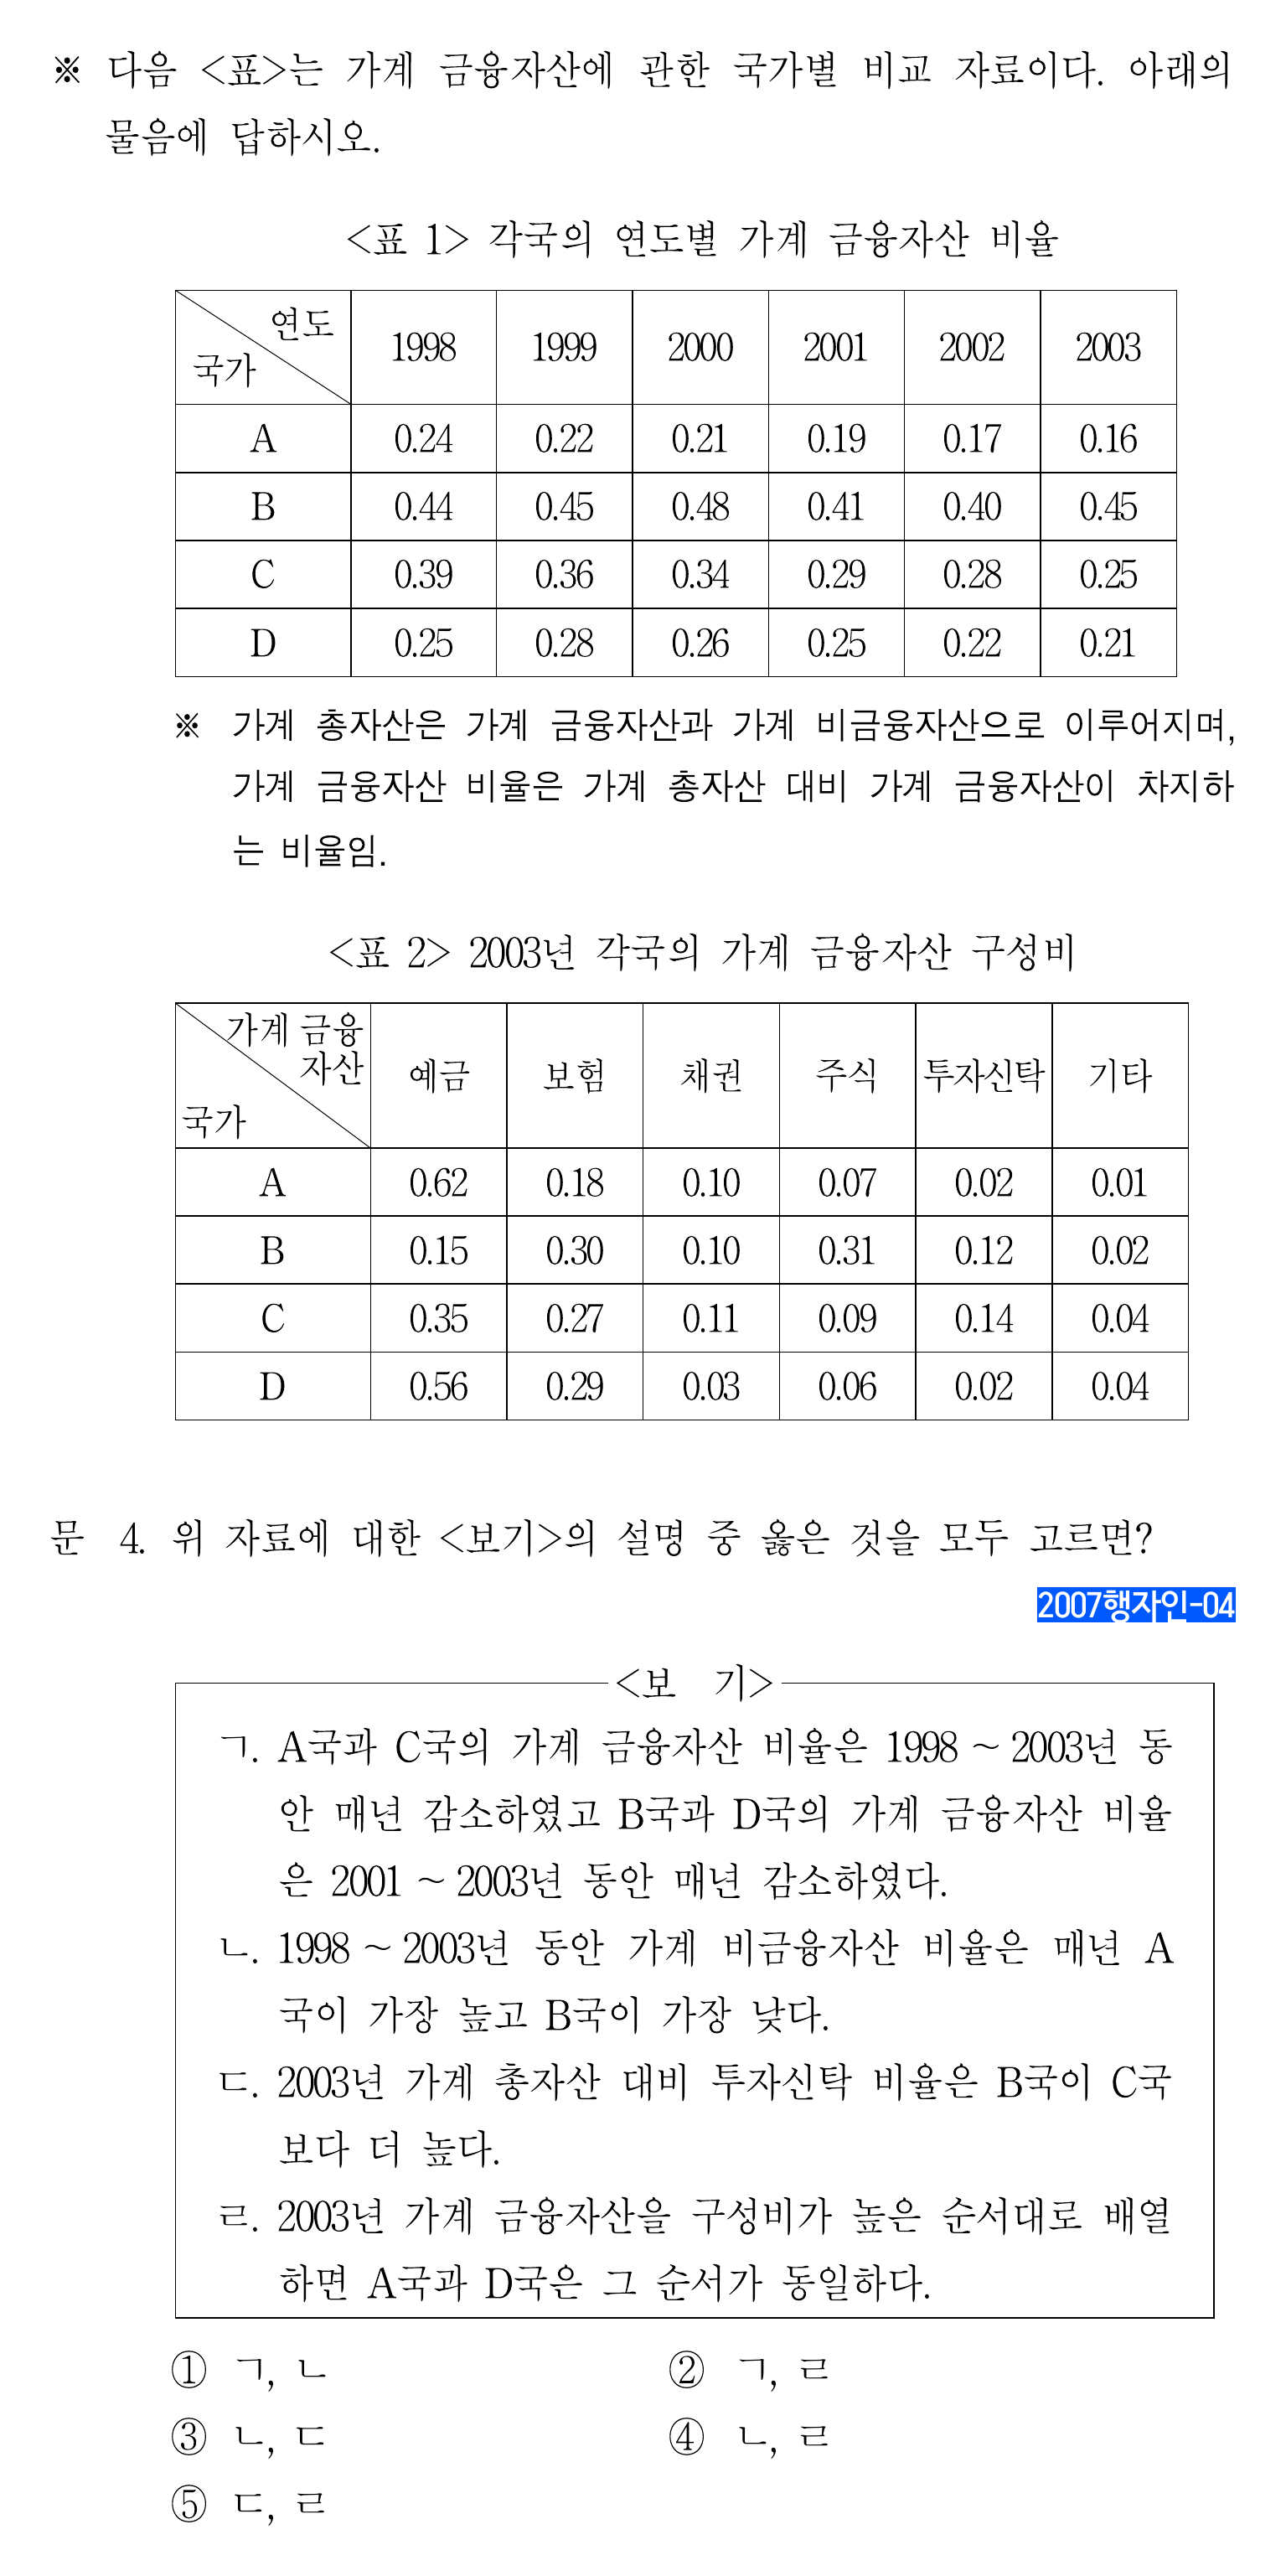 ※ 다음 <표>는 가계 금융자산에 관한 국가별 비교 자료이다. 아래의
물음에 답하시오.
<표 1> 각국의 연도별 가계 금융자산 비율
연도
국가
1998 1999 2000 2001 2002 2003
A 0.24 0.22 0.21 0.19 0.17 0.16
B 0.44 0.45 0.48 0.41 0.40 0.45
C 0.39 0.36 0.34 0.29 0.28 0.25
D 0.25 0.28 0.26 0.25 0.22 0.21
※ 가계 총자산은 가계 금융자산과 가계 비금융자산으로 이루어지며,
가계 금융자산 비율은 가계 총자산 대비 가계 금융자산이 차지하
는 비율임.
<표 2> 2003년 각국의 가계 금융자산 구성비
가계 금융
자산
국가
예금 보험 채권 주식 투자신탁 기타
A 0.62 0.18 0.10 0.07 0.02 0.01
B 0.15 0.30 0.10 0.31 0.12 0.02
C 0.35 0.27 0.11 0.09 0.14 0.04
D 0.56 0.29 0.03 0.06 0.02 0.04
문 4. 위 자료에 대한 <보기>의 설명 중 옳은 것을 모두 고르면?
2007행자인-04
<보 기>
ㄱ. A국과 C국의 가계 금융자산 비율은 1998 ~ 2003년 동
안 매년 감소하였고 B국과 D국의 가계 금융자산 비율
은 2001 ~ 2003년 동안 매년 감소하였다.
ㄴ. 1998 ~ 2003년 동안 가계 비금융자산 비율은 매년 A
국이 가장 높고 B국이 가장 낮다.
ㄷ. 2003년 가계 총자산 대비 투자신탁 비율은 B국이 C국
보다 더 높다.
ㄹ. 2003년 가계 금융자산을 구성비가 높은 순서대로 배열
하면 A국과 D국은 그 순서가 동일하다.
① ㄱ, ㄴ ② ㄱ, ㄹ
③ ㄴ, ㄷ ④ ㄴ, ㄹ
⑤ ㄷ, ㄹ